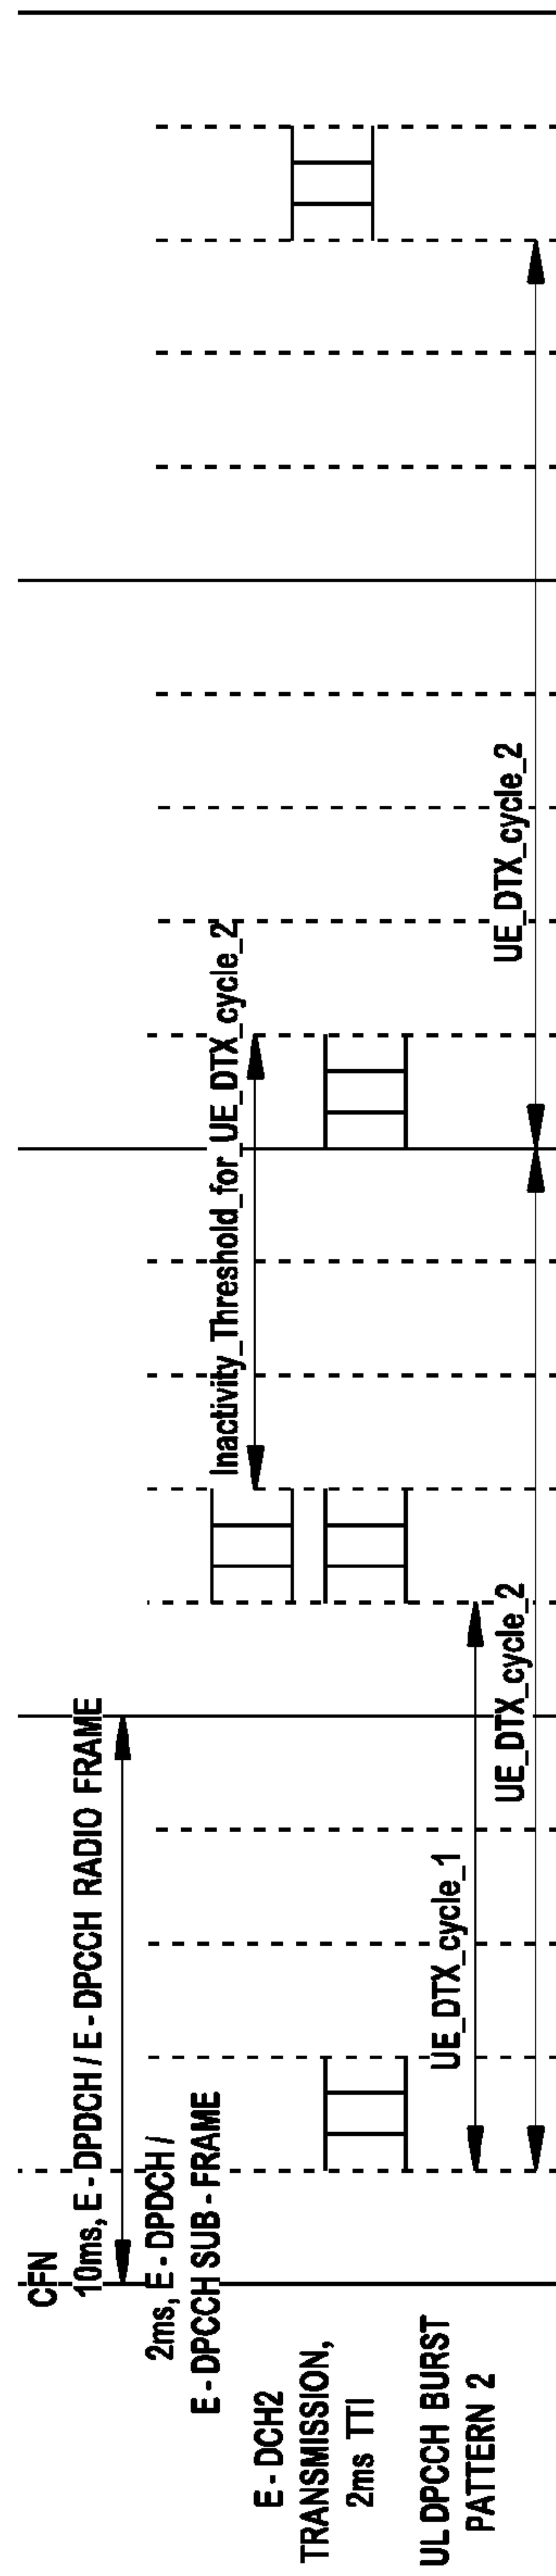 CFN
10ms, E - DPDCH / E - DPCCH RADIO FRAME
2ms, E - DPDCH /
E - DPCCH SUB - FRAME
Inactivity_Threshold_for_UE_DTX_cycle_2
E - DCH2
TRANSMISSION,
2ms TTI
UL DPCCH BURST
PATTERN 2
UE_DTX_cycle_1
UE_DTX_cycle_2
UE_DTX_cycle_2